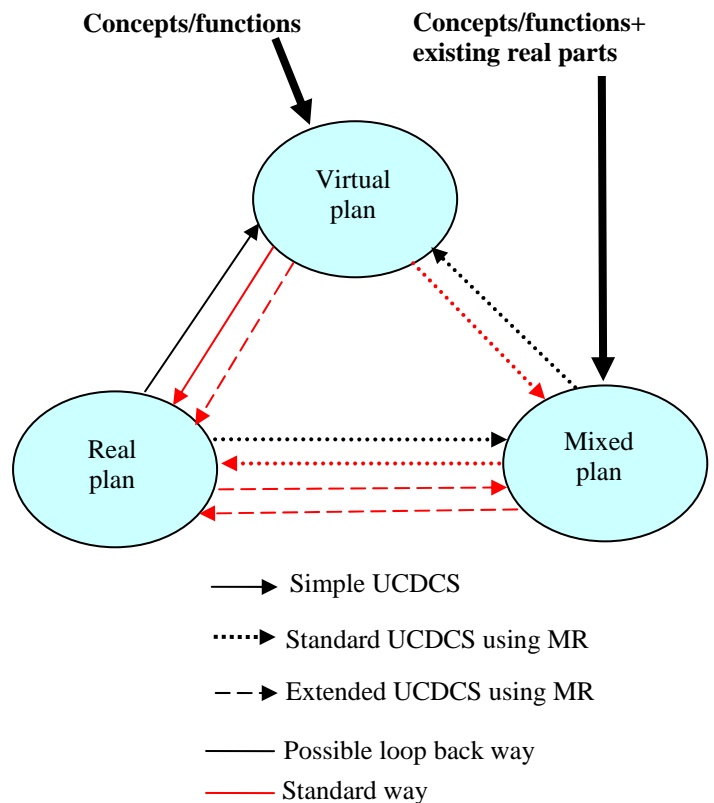 Concepts/functions
Concepts/functions+
existing real parts
Virtual
plan
Real
plan
Mixed
plan
Simple UCDCS
Standard UCDCS using MR
Extended UCDCS using MR
Possible loop back way
Standard way